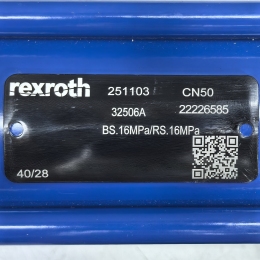 rexroth 251103 CN50
32506A 22226585
BS.16MPa/RS.16MPa
40/28